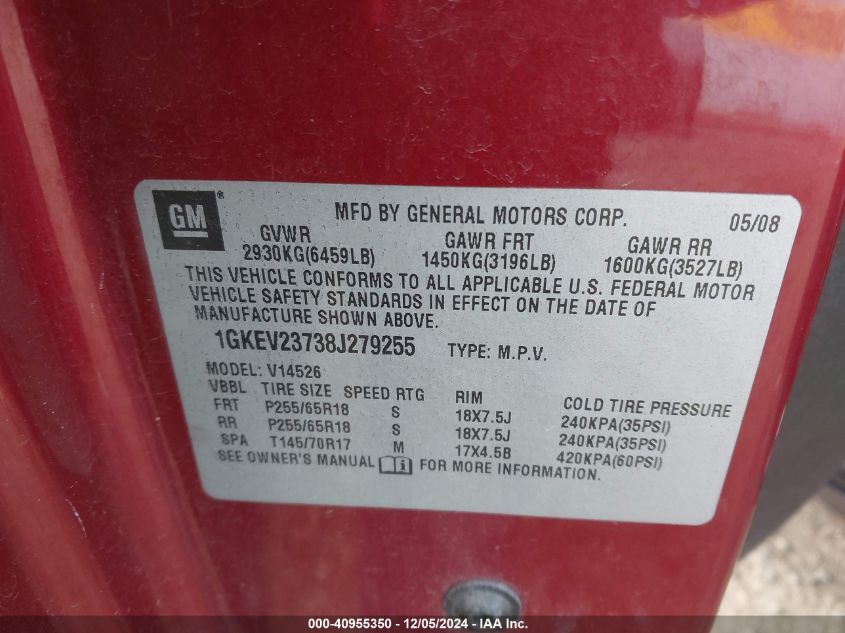 GM®
MFD BY GENERAL MOTORS CORP. 05/08
GVWR GAWR FRT GAWR RR
2930KG(6459LB) 1450KG(3196LB) 1600KG(3527LB)
THIS VEHICLE CONFORMS TO ALL APPLICABLE U.S. FEDERAL MOTOR
VEHICLE SAFETY STANDARDS IN EFFECT ON THE DATE OF
MANUFACTURE SHOWN ABOVE.
1GKEV23738J279255 TYPE: M.P.V.
MODEL: V14526
VBBL TIRE SIZE SPEED RTG RIM COLD TIRE PRESSURE
FRT P255/65R18 S 18X7.5J 240KPA(35PSI)
RR P255/65R18 S 18X7.5J 240KPA(35PSI)
SPA T145/70R17 M 17X4.5B 420KPA(60PSI)
SEE OWNER'S MANUAL FOR MORE INFORMATION.
000-40955350 - 12/05/2024 - IAA Inc.